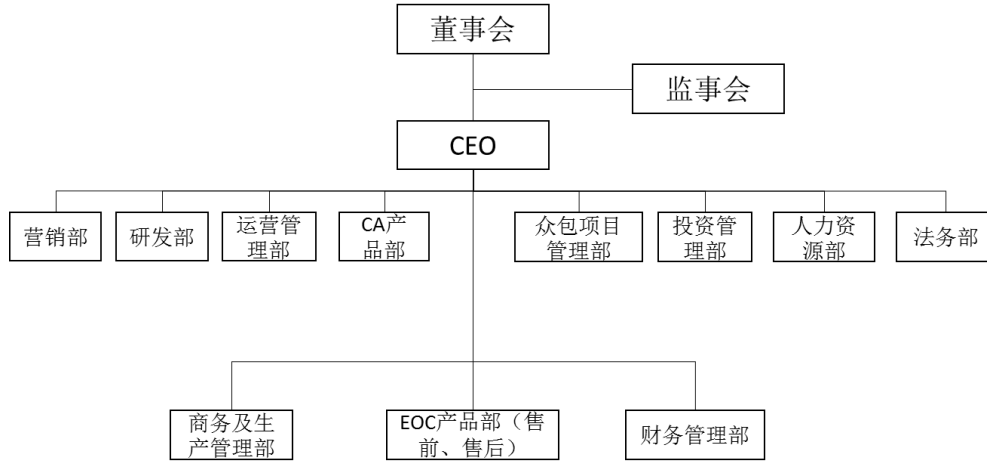 董事会
监事会
CEO
营销部
研发部
运营管
理部
CA产
品部
众包项目
管理部
投资管
理部
人力资
源部
法务部
商务及生
产管理部
EOC产品部（售
前、售后）
财务管理部